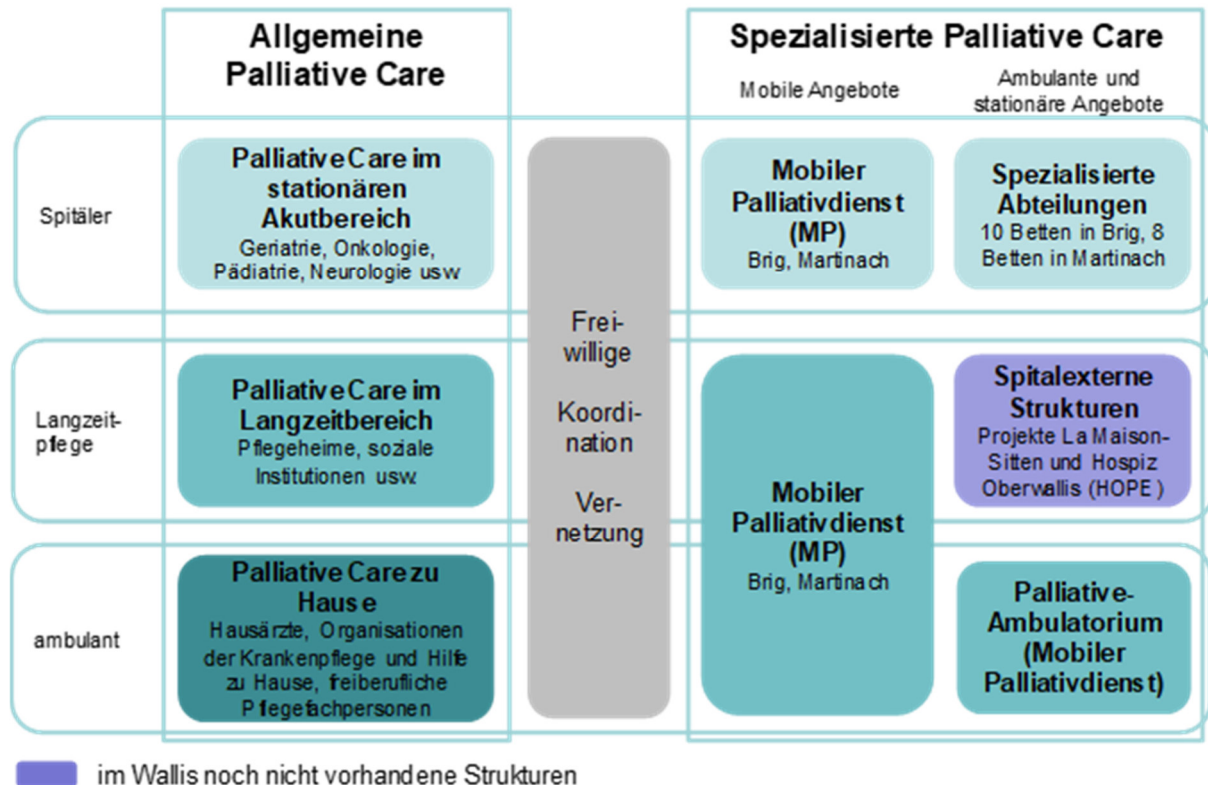 Allgemeine
Palliative Care
Spezialisierte Palliative Care
Mobile Angebote
Ambulante und
stationäre Angebote
Spitäler
Palliative Care im
stationären
Akutbereich
Geriatrie, Onkologie,
Pädiatrie, Neurologie usw
Mobiler
Palliativdienst
(MP)
Brig, Martinach
Spezialisierte
Abteilungen
10 Betten in Brig, 8
Betten in Martinach
Frei-
willige
Koordi-
nation
Ver-
netzung
Langzeit-
pflege
Palliative Care im
Langzeitbereich
Pflegeheime, soziale
Institutionen usw.
Mobiler
Palliativdienst
(MP)
Brig, Martinach
Spitalexterne
Strukturen
Projekte La Maison-
Sitten und Hospiz
Oberwallis (HOPE)
ambulant
Palliative Care zu
Hause
Hausärzte, Organisationen
der Krankenpflege und Hilfe
zu Hause, freiberufliche
Pflegefachpersonen
Palliative-
Ambulatorium
(Mobiler
Palliativdienst)
im Wallis noch nicht vorhandene Strukturen